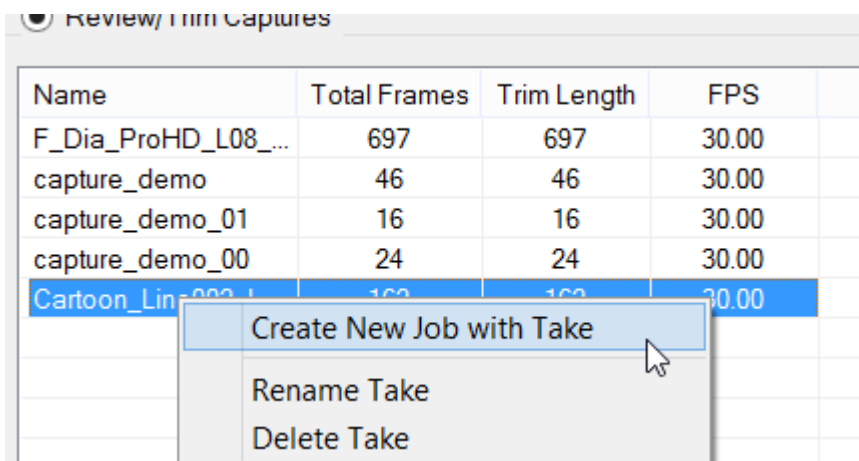 Review/Trim Captures
Name Total Frames Trim Length FPS
F_Dia_ProHD_L08_... 697 697 30.00
capture_demo 46 46 30.00
capture_demo_01 16 16 30.00
capture_demo_00 24 24 30.00
162 162 30.00
Create New Job with Take
Rename Take
Delete Take